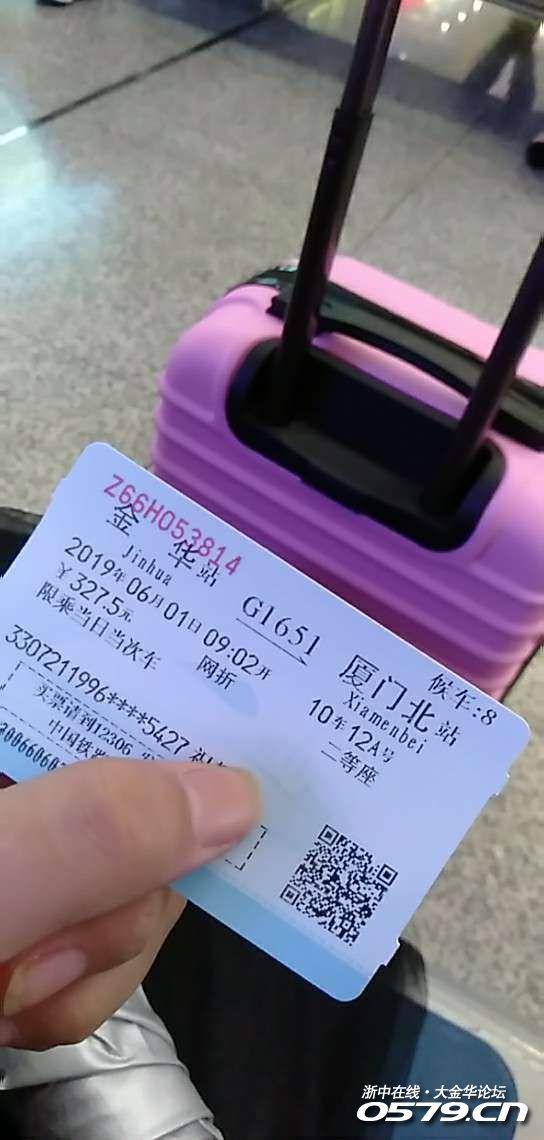 Z66H053814
金 华站 G1651 厦门北站 候车:8
Jinhua Xiamenbei
2019年06月01日09:02开 10车12A号
￥327.5元 网折 二等座
限乘当日当次车
3307211996****5427
买票请到12306
中国铁路
浙中在线·大金华论坛
0579.cn